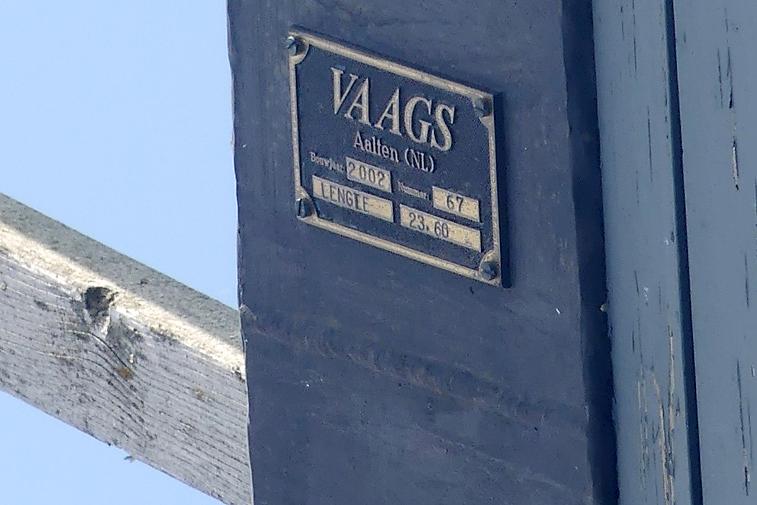 VAAGS
Aalten (NL)
Bouwjaar: 2002 Nummer: 67
LENGTE 23.60